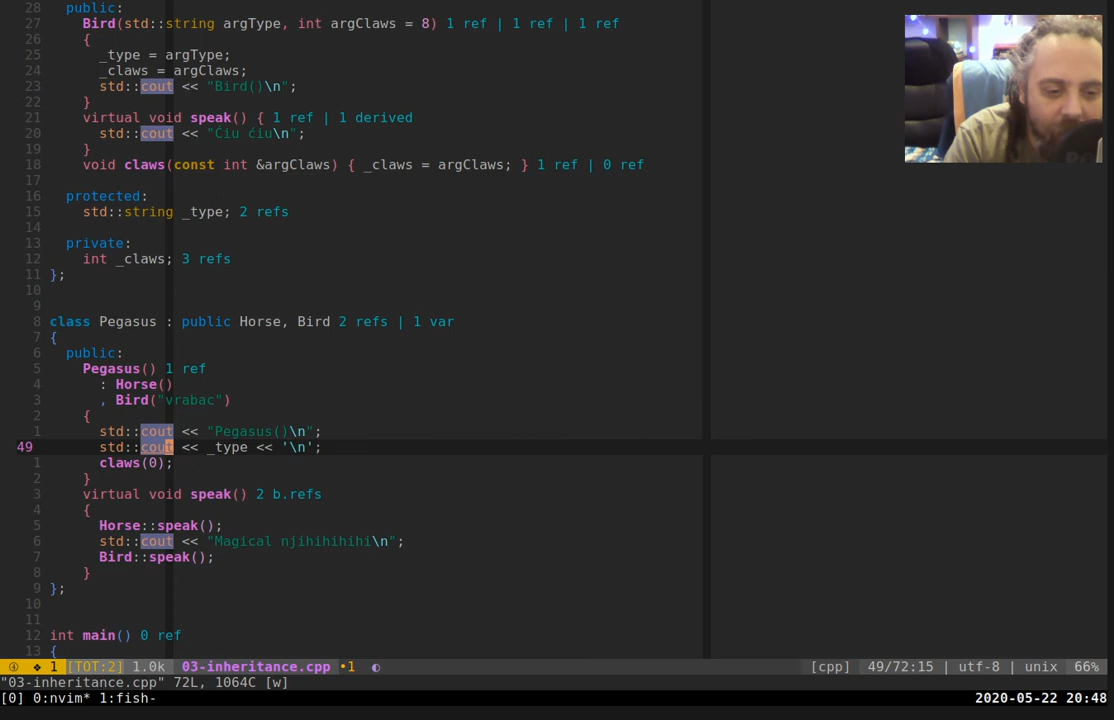 28 public:
27 Bird(std::string argType, int argClaws = 8) 1 ref | 1 ref | 1 ref
26 {
25 _type = argType;
24 _claws = argClaws;
23 std::cout << "Bird()\n";
22 }
21 virtual void speak() { 1 ref | 1 derived
20 std::cout << "Ćiu ćiu\n";
19 }
18 void claws(const int &argClaws) { _claws = argClaws; } 1 ref | 0 ref
17
16 protected:
15 std::string _type; 2 refs
14
13 private:
12 int _claws; 3 refs
11 };
10
9
8 class Pegasus : public Horse, Bird 2 refs | 1 var
7 {
6 public:
5 Pegasus() 1 ref
4 : Horse()
3 , Bird("vrabac")
2 {
1 std::cout << "Pegasus()\n";
49 std::cout << _type << '\n';
1 claws(0);
2 }
3 virtual void speak() 2 b.refs
4 {
5 Horse::speak();
6 std::cout << "Magical njihihihihi\n";
7 Bird::speak();
8 }
9 };
10
11
12 int main() 0 ref
13 {
④ ❖ 1 [TOT:2] 1.0k 03-inheritance.cpp •1 ◐ [cpp] 49/72:15 | utf-8 | unix 66%
"03-inheritance.cpp" 72L, 1064C [w]
[0] 0:nvim* 1:fish- 2020-05-22 20:48